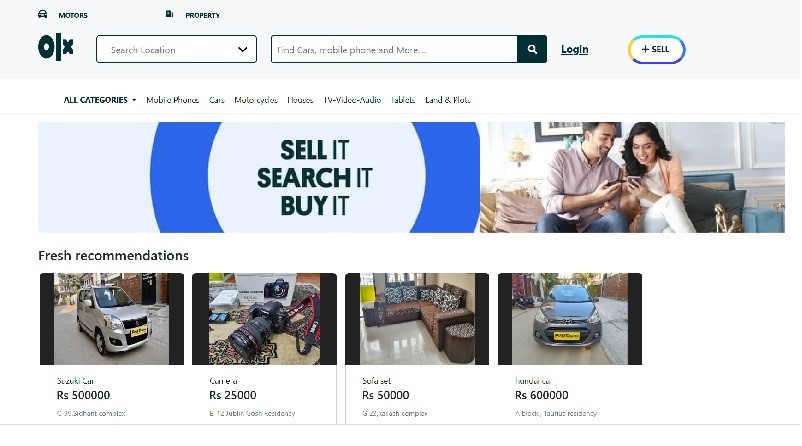 MOTORS PROPERTY
olx Search Location Find Cars, mobile phone and More... Login + SELL
ALL CATEGORIES Mobile Phones Cars Motorcycles Houses TV-Video-Audio Tablets Land & Plots
SELL IT
SEARCH IT
BUY IT
Fresh recommendations
Suzuki Car Camera Sofa set hundai car
Rs 500000 Rs 25000 Rs 50000 Rs 600000
C-96,Sidhant complex B-12 Jublin Gosh Residency G-23,kailash complex A block, Taurus residency